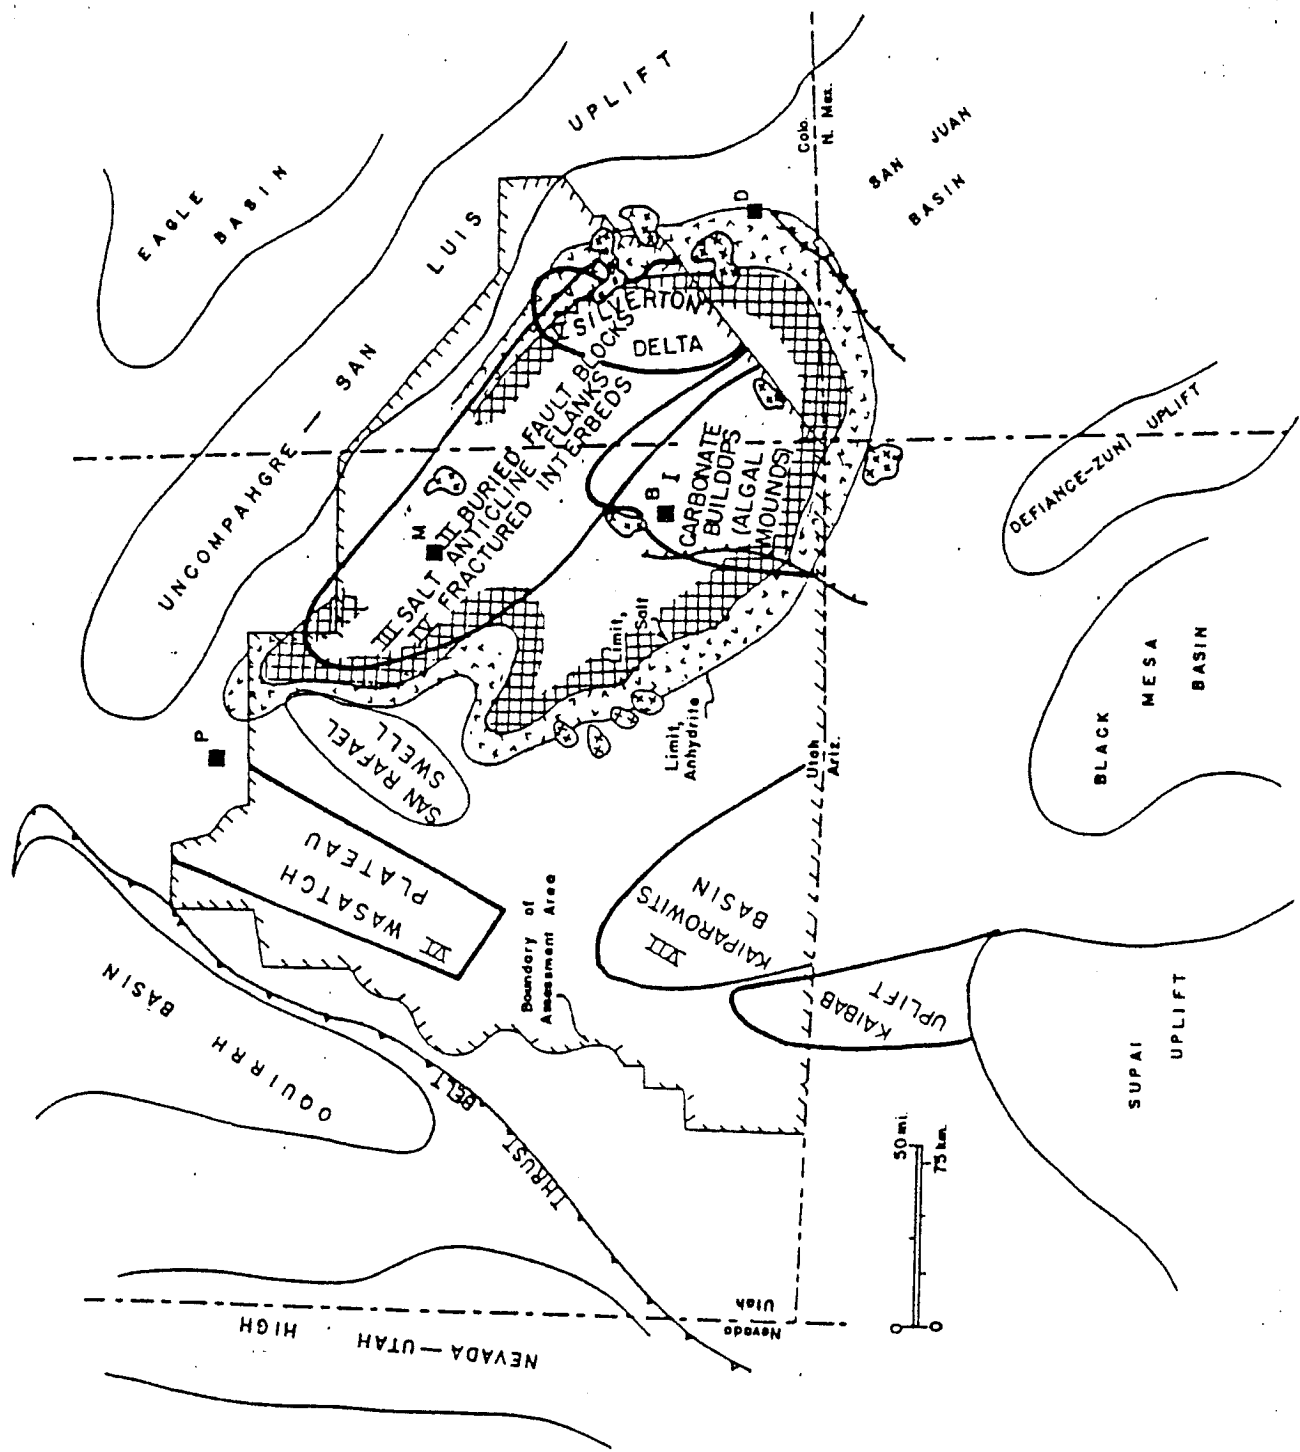 EAGLE
BASIN
UNCOMPAHGRE — SAN
LUIS
UPLIFT
Colo.
N. Mex.
SAN JUAN
BASIN
D
V SILVERTON
DELTA
M
II BURIED FAULT BLOCKS
III SALT ANTICLINE FLANKS
IV FRACTURED INTERBEDS
B
I
CARBONATE
BUILDUPS
(ALGAL
MOUNDS)
DEFIANCE-ZUNI UPLIFT
BLACK
MESA
BASIN
P
SAN RAFAEL
SWELL
Limit,
Salt
Limit,
Anhydrite
Utah
Ariz.
VI WASATCH
PLATEAU
Boundary of
Assessment Area
VII
KAIPAROWITS
BASIN
KAIBAB
UPLIFT
SUPAI
UPLIFT
OQUIRRH
BASIN
THRUST BELT
NEVADA — UTAH
HIGH
Nevada
Utah
0 50 mi.
0 75 km.